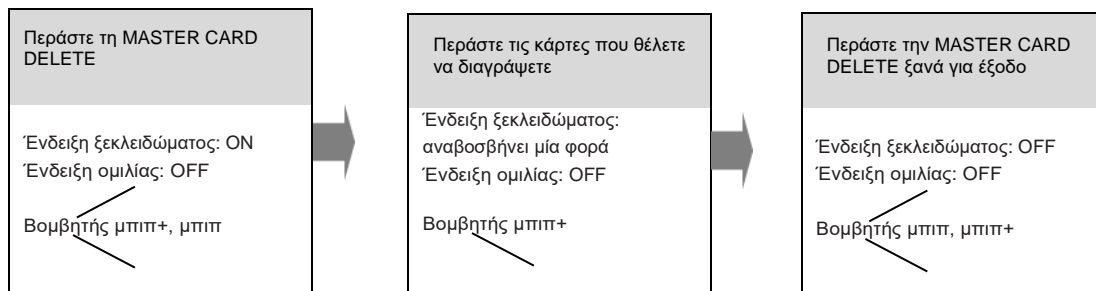 Περάστε τη MASTER CARD
DELETE
Ένδειξη ξεκλειδώματος: ON
Ένδειξη ομιλίας: OFF
Βομβητής μπιπ+, μπιπ
Περάστε τις κάρτες που θέλετε
να διαγράψετε
Ένδειξη ξεκλειδώματος:
αναβοσβήνει μία φορά
Ένδειξη ομιλίας: OFF
Βομβητής μπιπ+
Περάστε την MASTER CARD
DELETE ξανά για έξοδο
Ένδειξη ξεκλειδώματος: OFF
Ένδειξη ομιλίας: OFF
Βομβητής μπιπ, μπιπ+